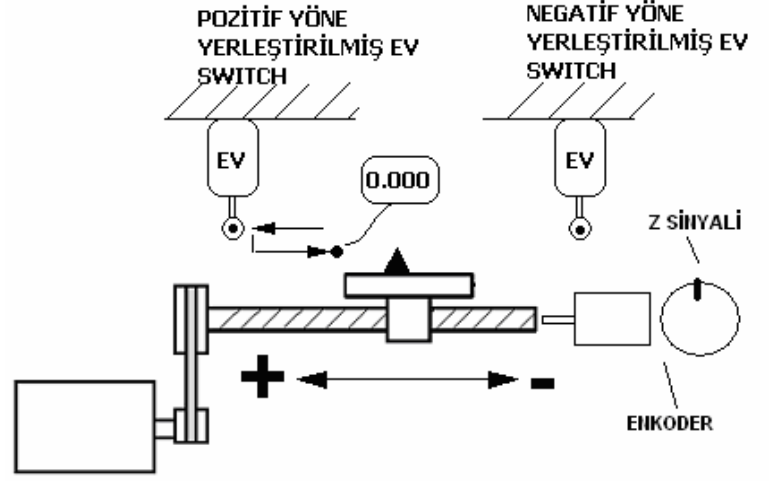 POZİTİF YÖNE
YERLEŞTİRİLMİŞ EV
SWITCH
NEGATİF YÖNE
YERLEŞTİRİLMİŞ EV
SWITCH
EV
EV
0.000
Z SİNYALİ
+
-
ENKODER